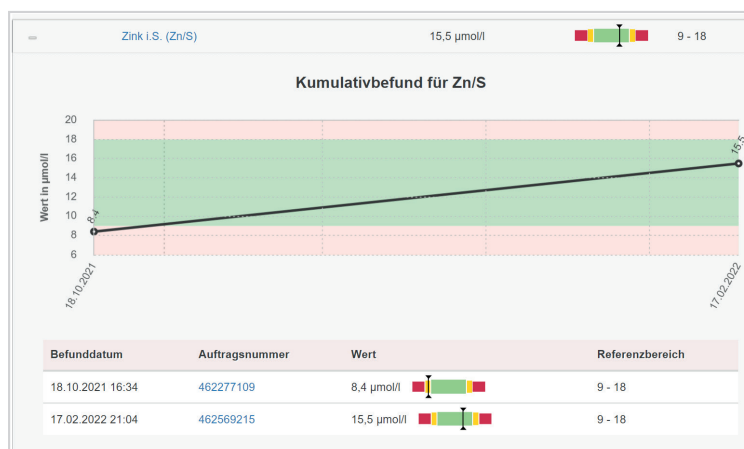 Zink i.S. (Zn/S) 15,5 µmol/l 9 - 18
Kumulativbefund für Zn/S
Wert in µmol/l
20
18
16
14
12
10
8
6
8,4
15,5
18.10.2021
17.02.2022
Befunddatum Auftragsnummer Wert Referenzbereich
18.10.2021 16:34 462277109 8,4 µmol/l 9 - 18
17.02.2022 21:04 462569215 15,5 µmol/l 9 - 18